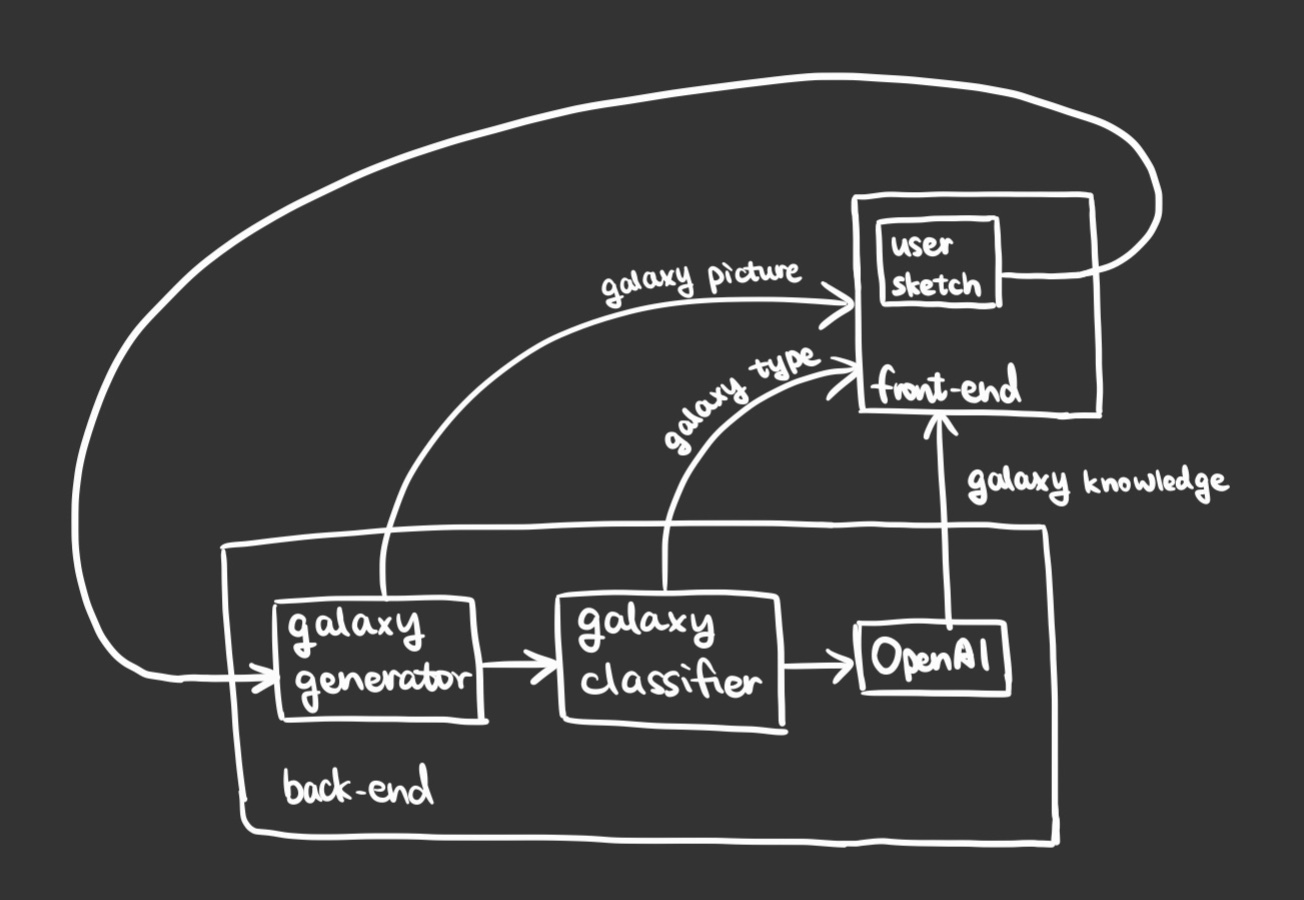 user
sketch
galaxy picture
galaxy type
front-end
galaxy knowledge
galaxy
generator
galaxy
classifier
OpenAI
back-end